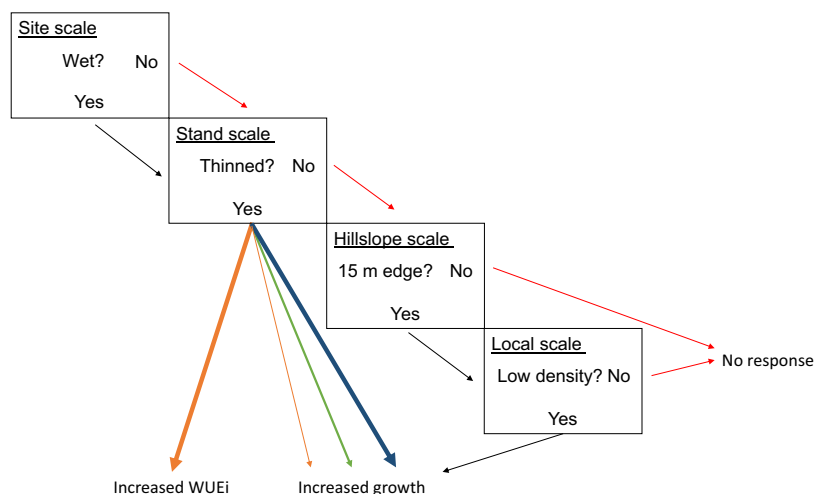 Site scale
Wet? No
Yes
Stand scale
Thinned? No
Yes
Hillslope scale
15 m edge? No
Yes
Local scale
Low density? No
Yes
No response
Increased WUEi
Increased growth